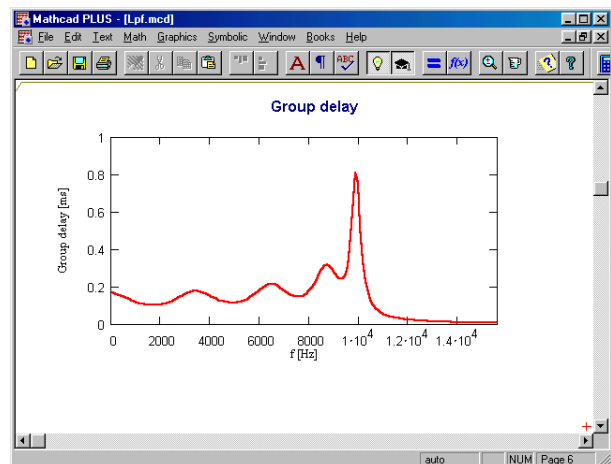 Mathcad PLUS - [Lpf.mcd]
File Edit Text Math Graphics Symbolic Window Books Help
A ¶ ABC = f(x) ? ?
Group delay
Group delay [ms]
1
0.8
0.6
0.4
0.2
0
0 2000 4000 6000 8000 1·10^4 1.2·10^4 1.4·10^4
f [Hz]
auto NUM Page 6